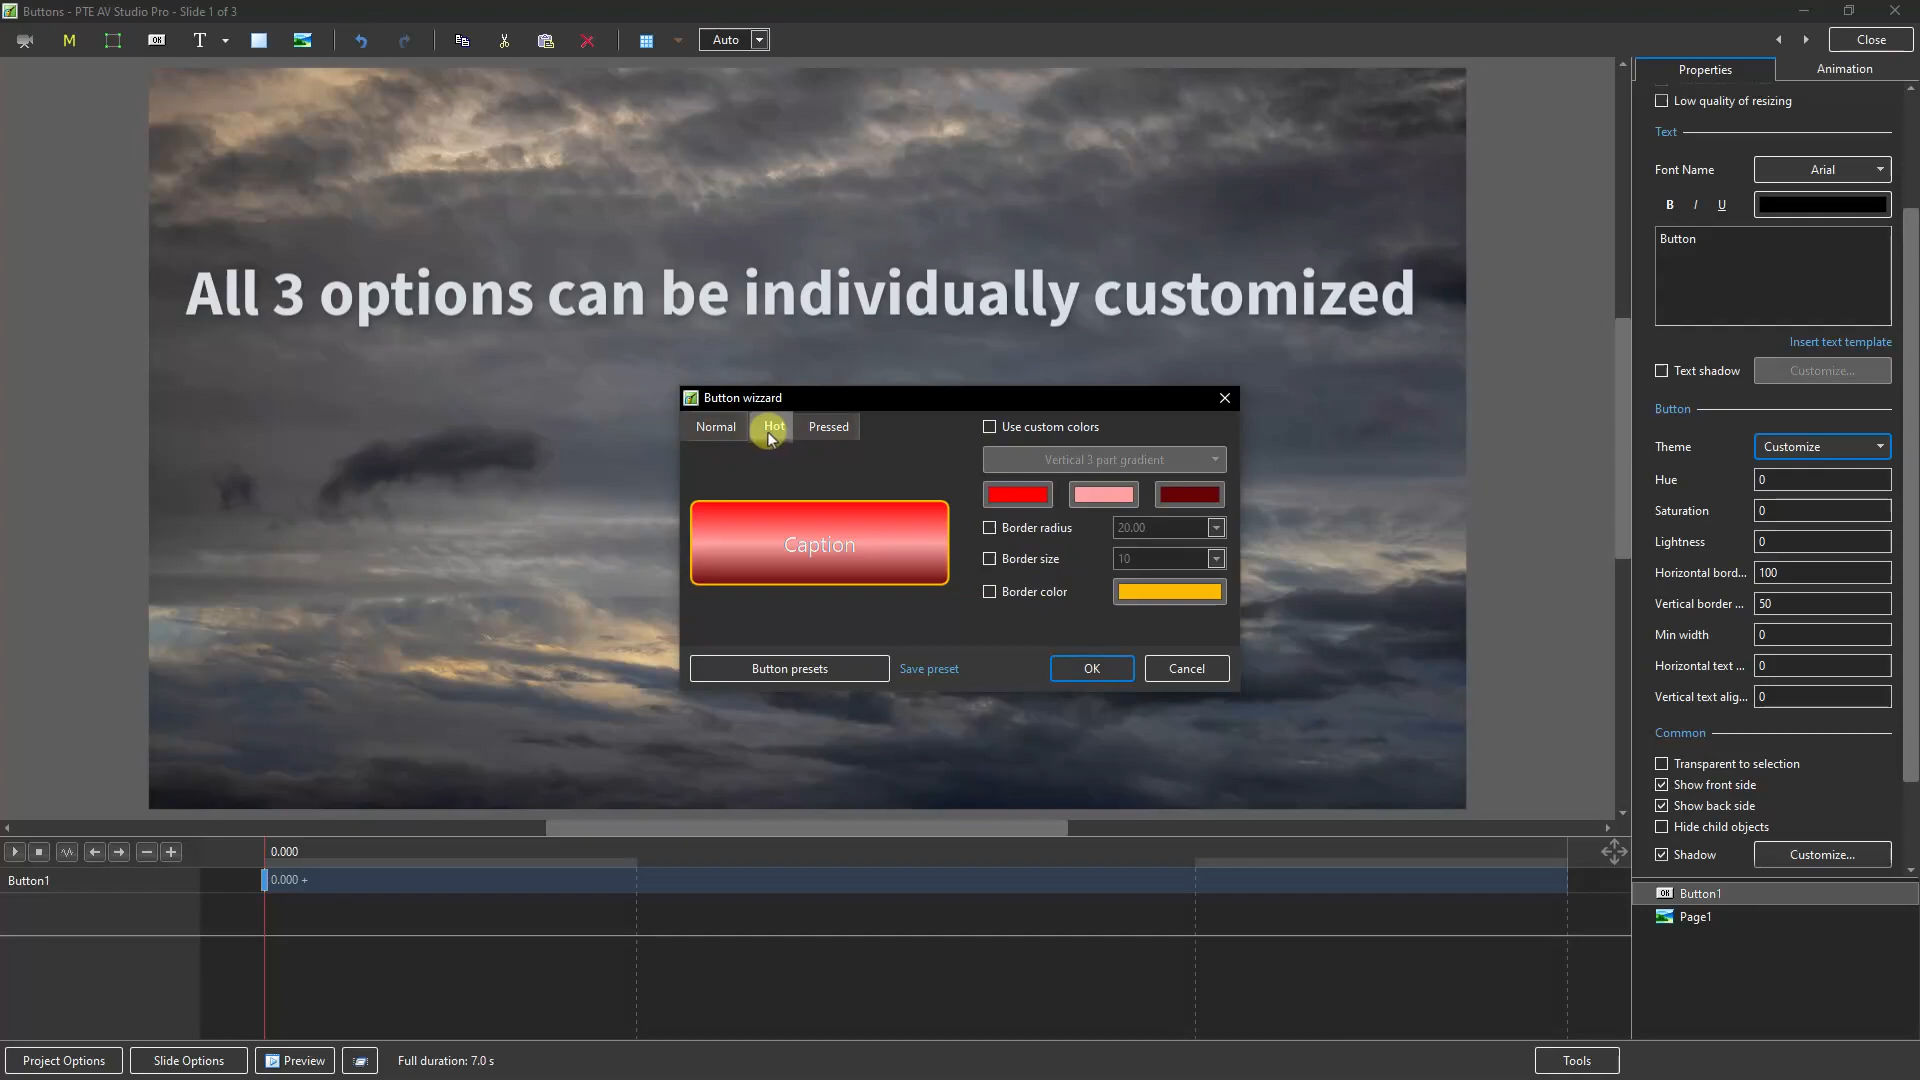 Buttons - PTE AV Studio Pro - Slide 1 of 3
M
OK
T
Auto
Close
Properties
Animation
Low quality of resizing
Text
Font Name
Arial
B I U
Button
Insert text template
Text shadow
Customize...
Button
Theme
Customize
Hue
0
Saturation
0
Lightness
0
Horizontal bord...
100
Vertical border ...
50
Min width
0
Horizontal text ...
0
Vertical text alig...
0
Common
Transparent to selection
Show front side
Show back side
Hide child objects
Shadow
Customize...
OK Button1
Page1
All 3 options can be individually customized
Button wizzard
Normal
Hot
Pressed
Use custom colors
Vertical 3 part gradient
Caption
Border radius
20.00
Border size
10
Border color
Button presets
Save preset
OK
Cancel
0.000
Button1
0.000 +
Project Options
Slide Options
Preview
Full duration: 7.0 s
Tools